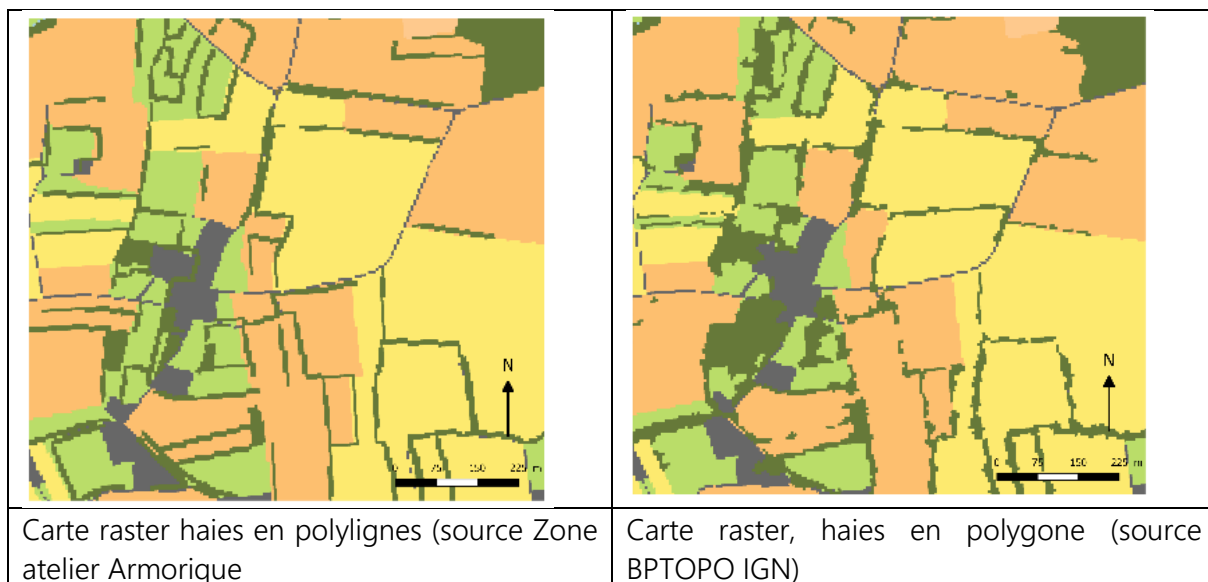 N
0 75 150 225 m
N
0 75 150 225 m
Carte raster haies en polylignes (source Zone
atelier Armorique
Carte raster, haies en polygone (source
BPTOPO IGN)